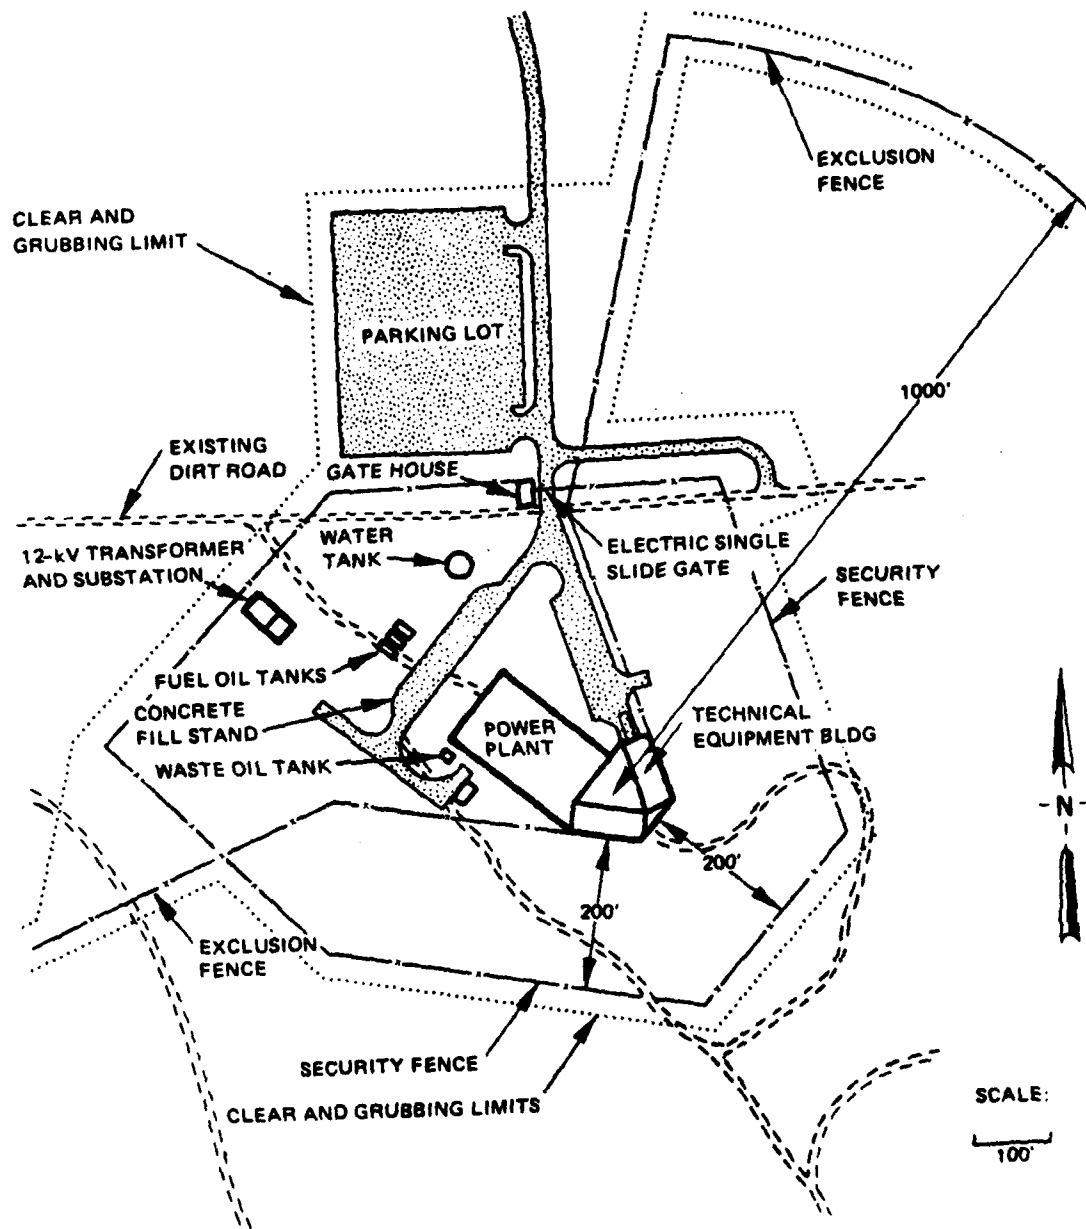 EXCLUSION
FENCE
CLEAR AND
GRUBBING LIMIT
PARKING LOT
1000'
EXISTING
DIRT ROAD
GATE HOUSE
12-kV TRANSFORMER
AND SUBSTATION
WATER
TANK
ELECTRIC SINGLE
SLIDE GATE
SECURITY
FENCE
FUEL OIL TANKS
CONCRETE
FILL STAND
WASTE OIL TANK
POWER
PLANT
TECHNICAL
EQUIPMENT BLDG
N
200'
200'
EXCLUSION
FENCE
SECURITY FENCE
CLEAR AND GRUBBING LIMITS
SCALE:
100'